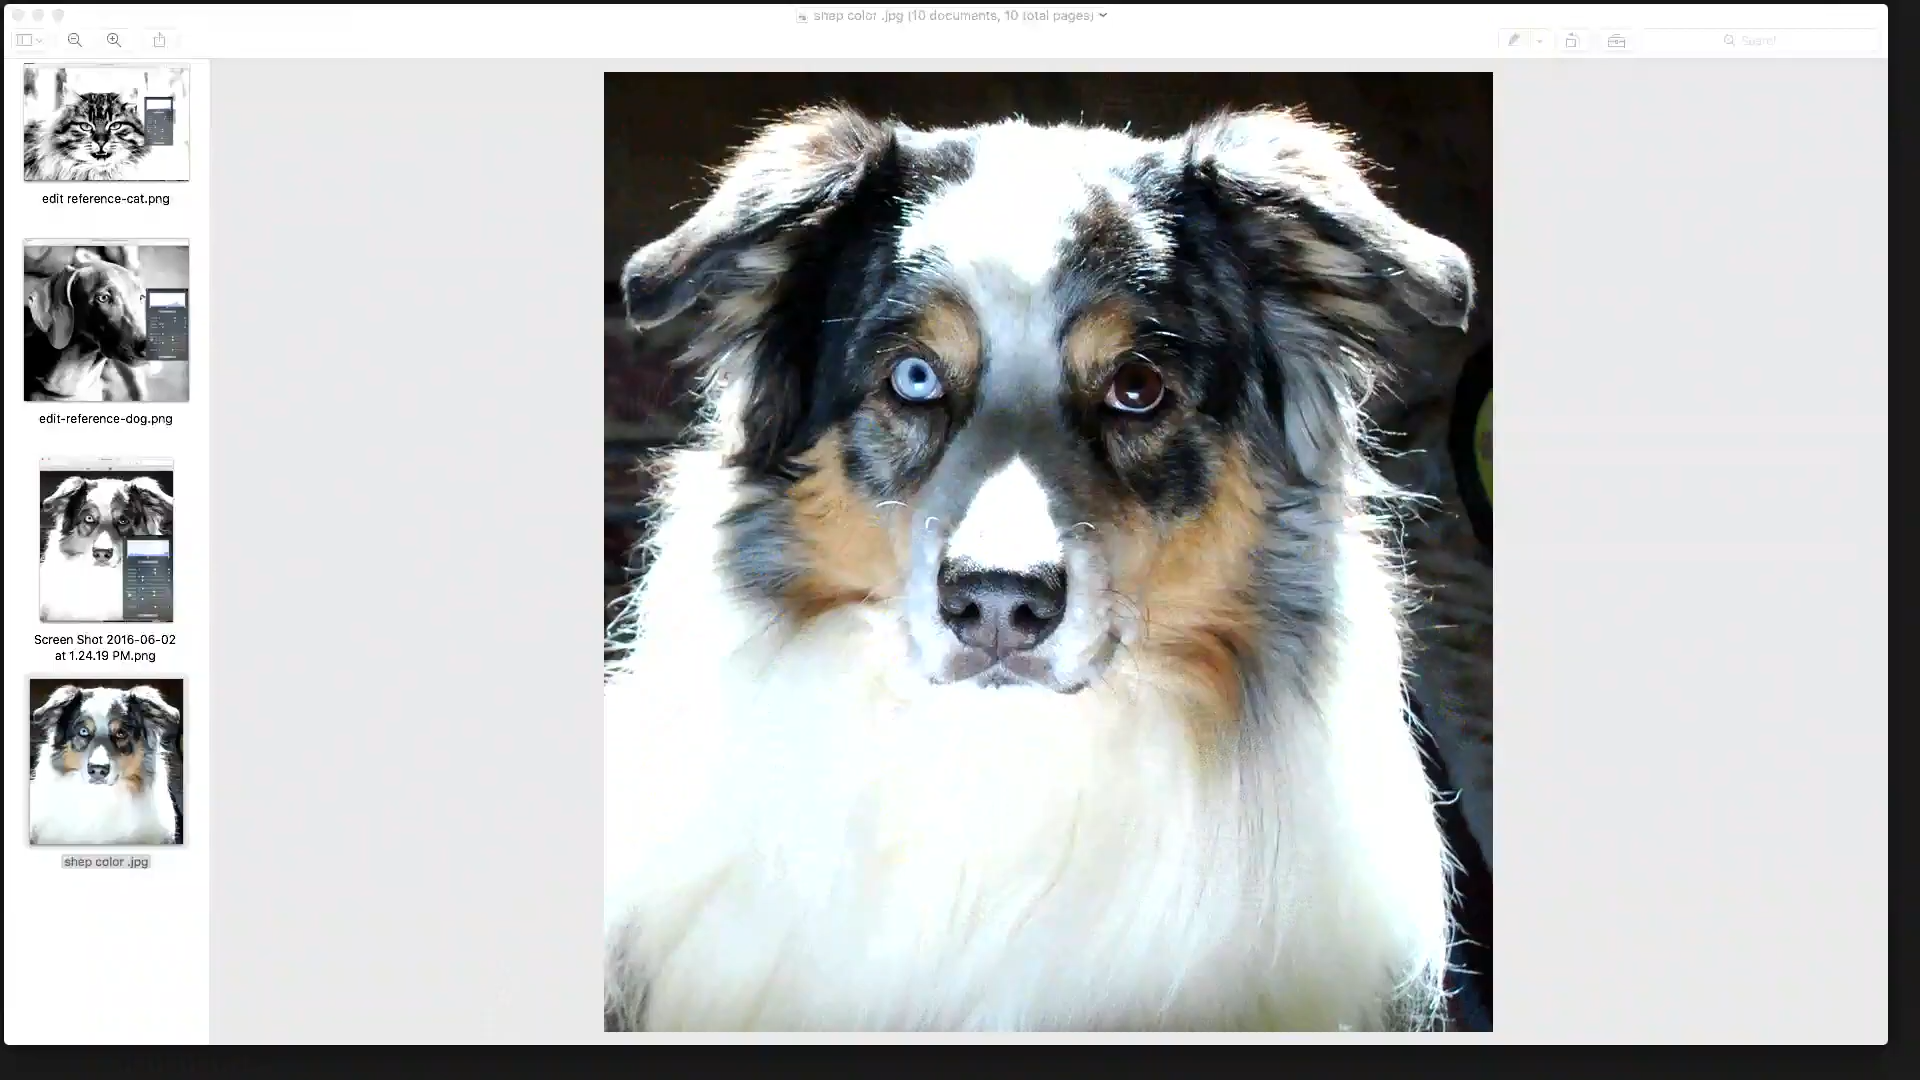 shep color .jpg (10 documents, 10 total pages)
Search
edit reference-cat.png
edit-reference-dog.png
Screen Shot 2016-06-02
at 1.24.19 PM.png
shep color .jpg